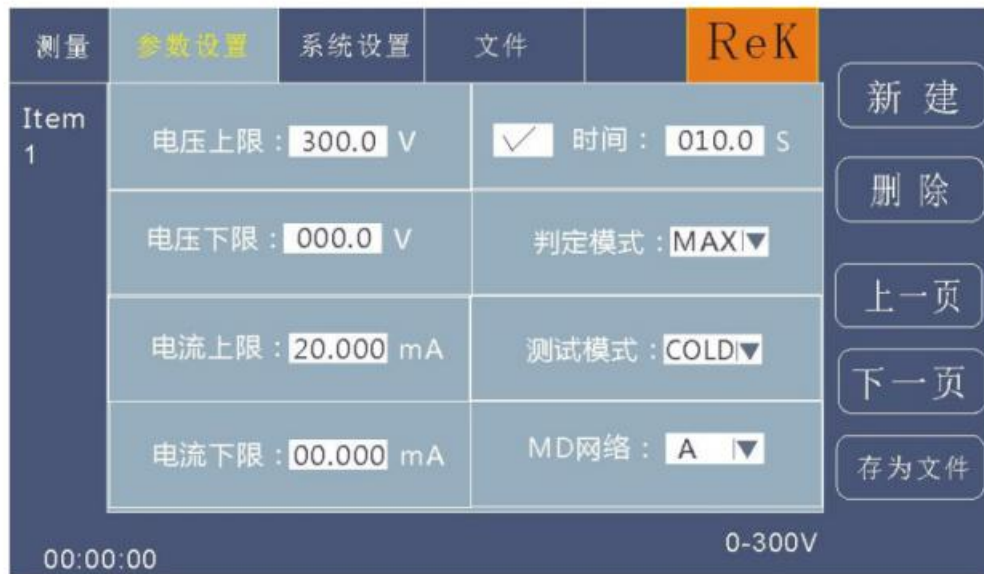 测量 参数设置 系统设置 文件 ReK
Item
1
电压上限：300.0 V
✓ 时间：010.0 S
电压下限：000.0 V
判定模式：MAX
电流上限：20.000 mA
测试模式：COLD
电流下限：00.000 mA
MD网络：A
新建
删除
上一页
下一页
存为文件
00:00:00
0-300V